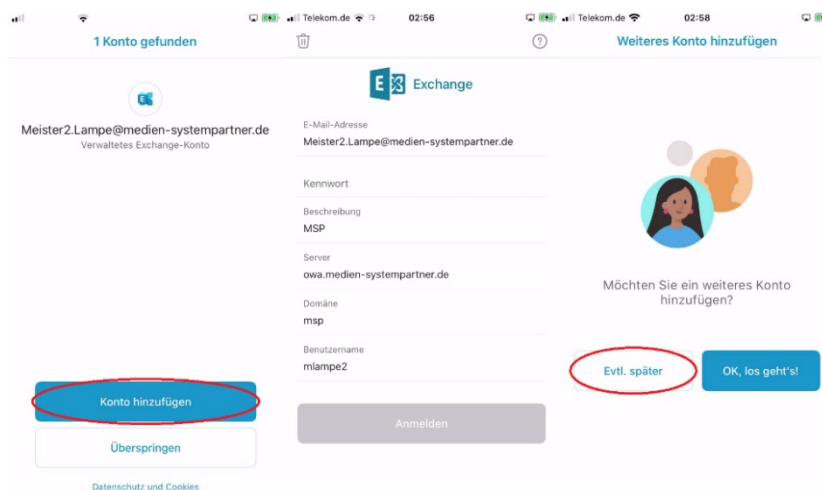 1 Konto gefunden
Meister2.Lampe@medien-systempartner.de
Verwaltetes Exchange-Konto
Konto hinzufügen
Überspringen
Datenschutz und Cookies
Telekom.de 02:56
E Exchange
E-Mail-Adresse
Meister2.Lampe@medien-systempartner.de
Kennwort
Beschreibung
MSP
Server
owa.medien-systempartner.de
Domäne
msp
Benutzername
mlampe2
Anmelden
Telekom.de 02:58
Weiteres Konto hinzufügen
Möchten Sie ein weiteres Konto
hinzufügen?
Evtl. später
OK, los geht's!